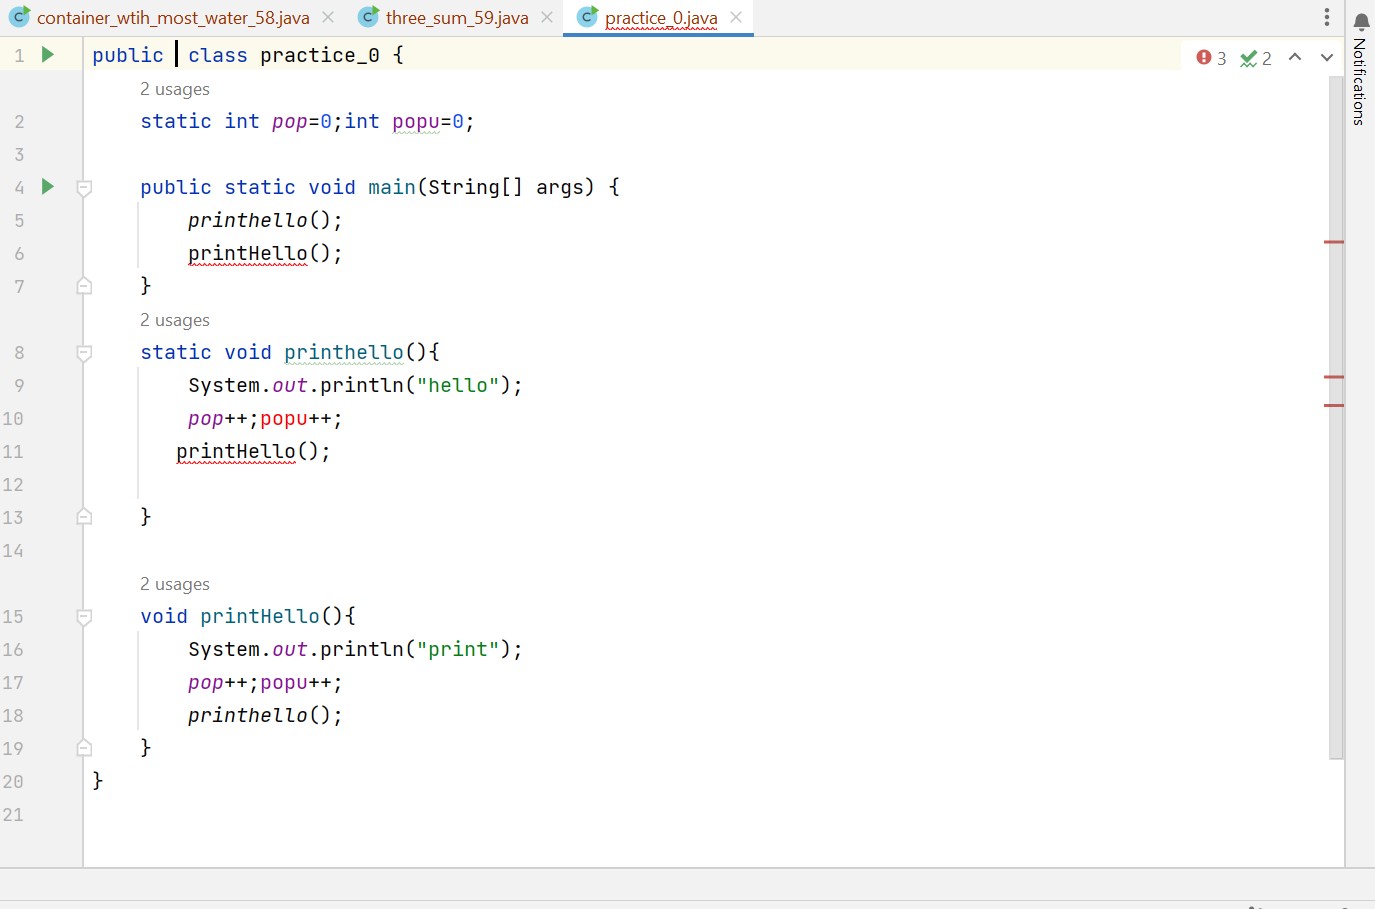 container_wtih_most_water_58.java three_sum_59.java practice_0.java
1 public class practice_0 { 3 2
2 usages
2 static int pop=0;int popu=0;
3
4 public static void main(String[] args) {
5 printhello();
6 printHello();
7 }
2 usages
8 static void printhello(){
9 System.out.println("hello");
10 pop++;popu++;
11 printHello();
12
13 }
14
2 usages
15 void printHello(){
16 System.out.println("print");
17 pop++;popu++;
18 printhello();
19 }
20 }
21
Notifications